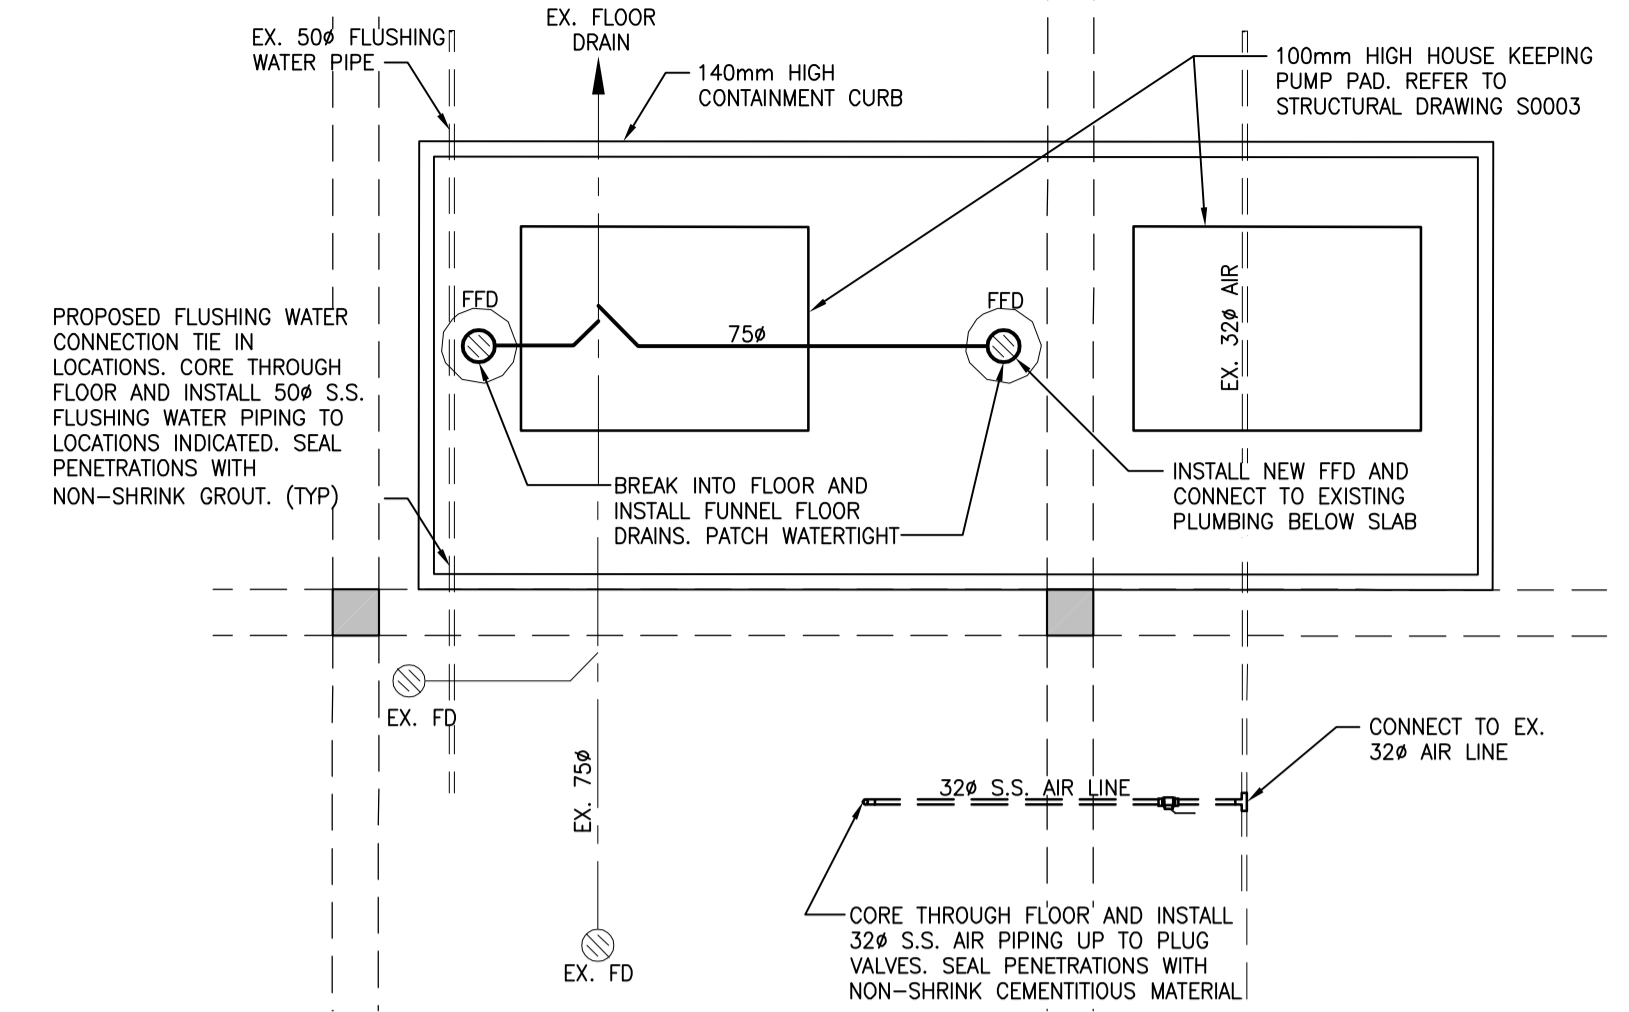 EX. 50ø FLUSHING
WATER PIPE
EX. FLOOR
DRAIN
140mm HIGH
CONTAINMENT CURB
100mm HIGH HOUSE KEEPING
PUMP PAD. REFER TO
STRUCTURAL DRAWING S0003
PROPOSED FLUSHING WATER
CONNECTION TIE IN
LOCATIONS. CORE THROUGH
FLOOR AND INSTALL 50ø S.S.
FLUSHING WATER PIPING TO
LOCATIONS INDICATED. SEAL
PENETRATIONS WITH
NON-SHRINK GROUT. (TYP)
FFD
75ø
FFD
EX. 32ø AIR
BREAK INTO FLOOR AND
INSTALL FUNNEL FLOOR
DRAINS. PATCH WATERTIGHT
INSTALL NEW FFD AND
CONNECT TO EXISTING
PLUMBING BELOW SLAB
EX. FD
EX. 75ø
EX. FD
32ø S.S. AIR LINE
CONNECT TO EX.
32ø AIR LINE
CORE THROUGH FLOOR AND INSTALL
32ø S.S. AIR PIPING UP TO PLUG
VALVES. SEAL PENETRATIONS WITH
NON-SHRINK CEMENTITIOUS MATERIAL